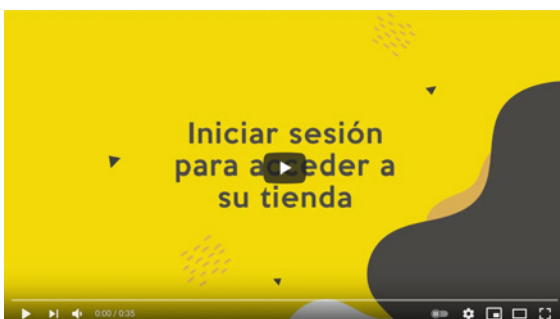 Iniciar sesión
para acceder a
su tienda
0:00 / 0:35